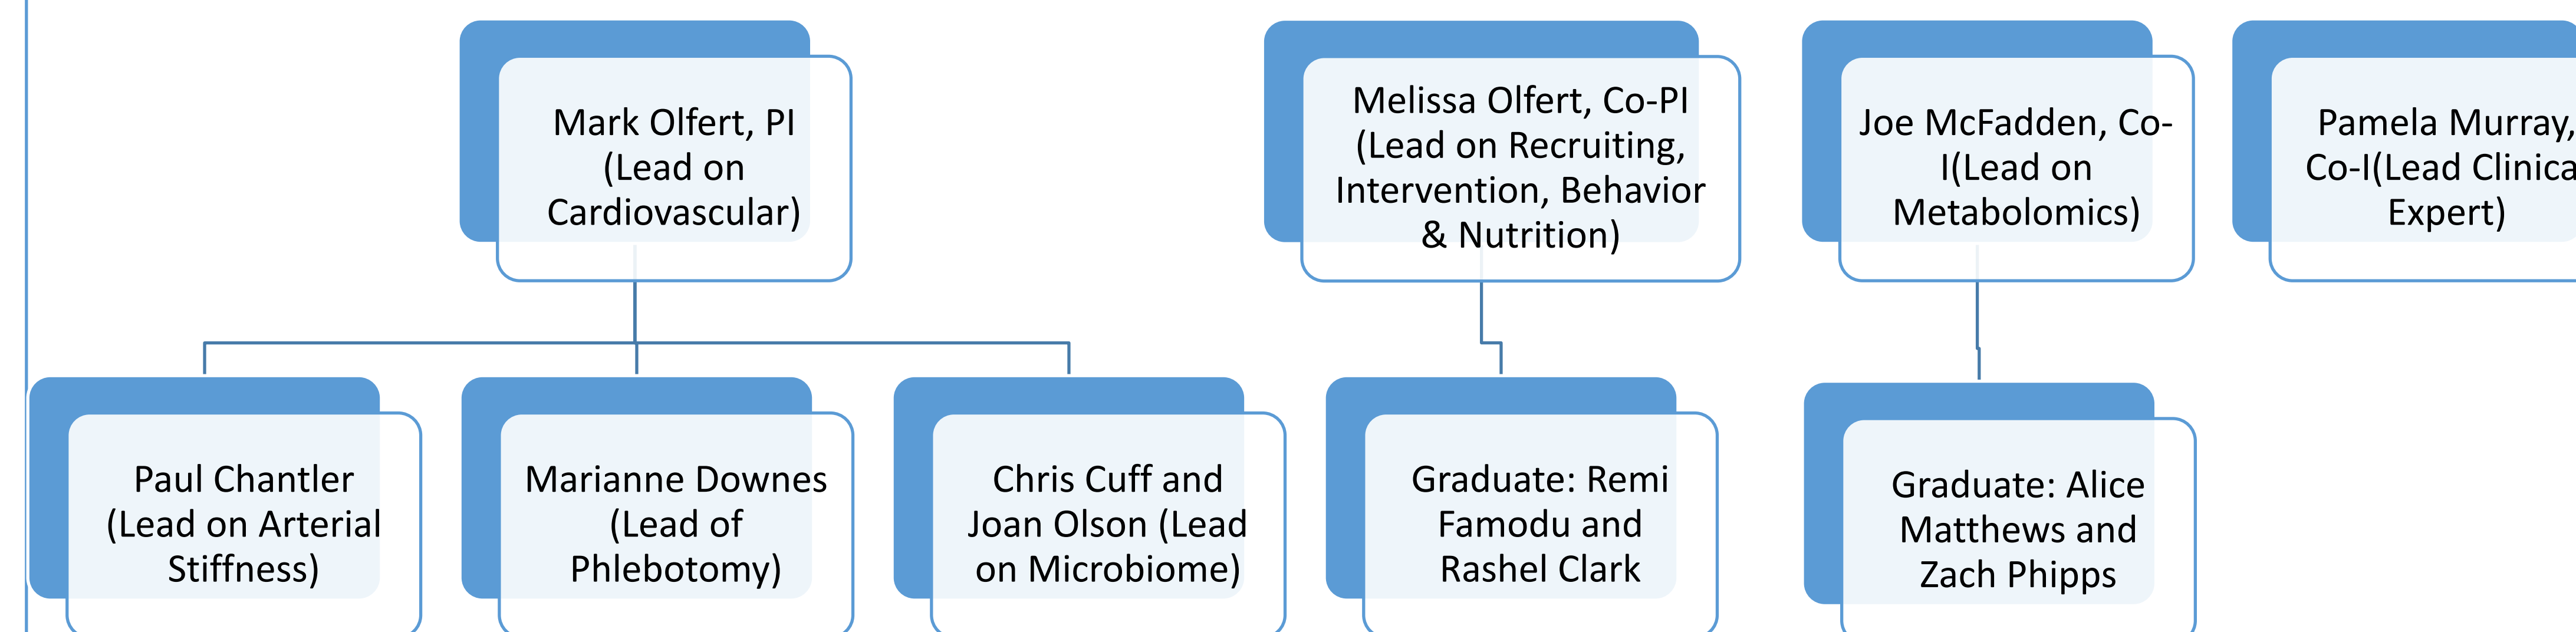 Mark Olfert, PI
(Lead on
Cardiovascular)
Melissa Olfert, Co-PI
(Lead on Recruiting,
Intervention, Behavior
& Nutrition)
Joe McFadden, Co-
I(Lead on
Metabolomics)
Pamela Murray,
Co-I(Lead Clinica
Expert)
Paul Chantler
(Lead on Arterial
Stiffness)
Marianne Downes
(Lead of
Phlebotomy)
Chris Cuff and
Joan Olson (Lead
on Microbiome)
Graduate: Remi
Famodu and
Rashel Clark
Graduate: Alice
Matthews and
Zach Phipps